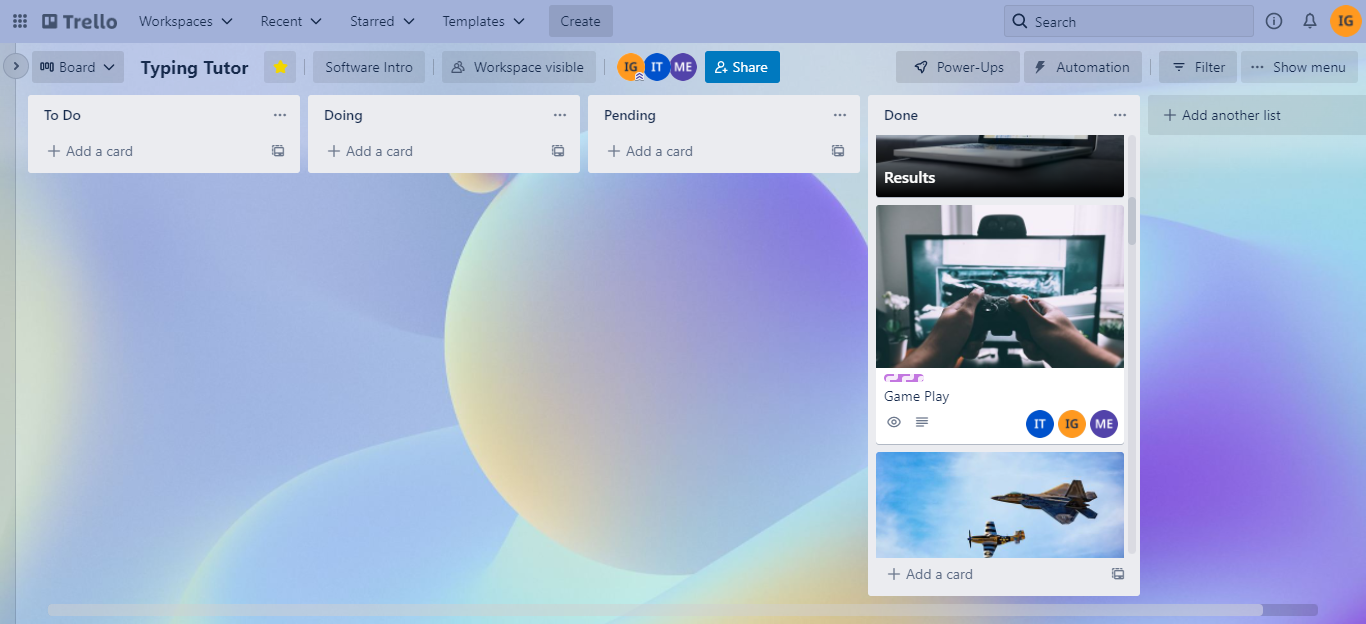 Trello Workspaces Recent Starred Templates Create Search IG
Board Typing Tutor Software Intro Workspace visible IG IT ME Share Power-Ups Automation Filter Show menu
To Do Doing Pending Done Add another list
Add a card Add a card Add a card
Results
Game Play
IT IG ME
Add a card